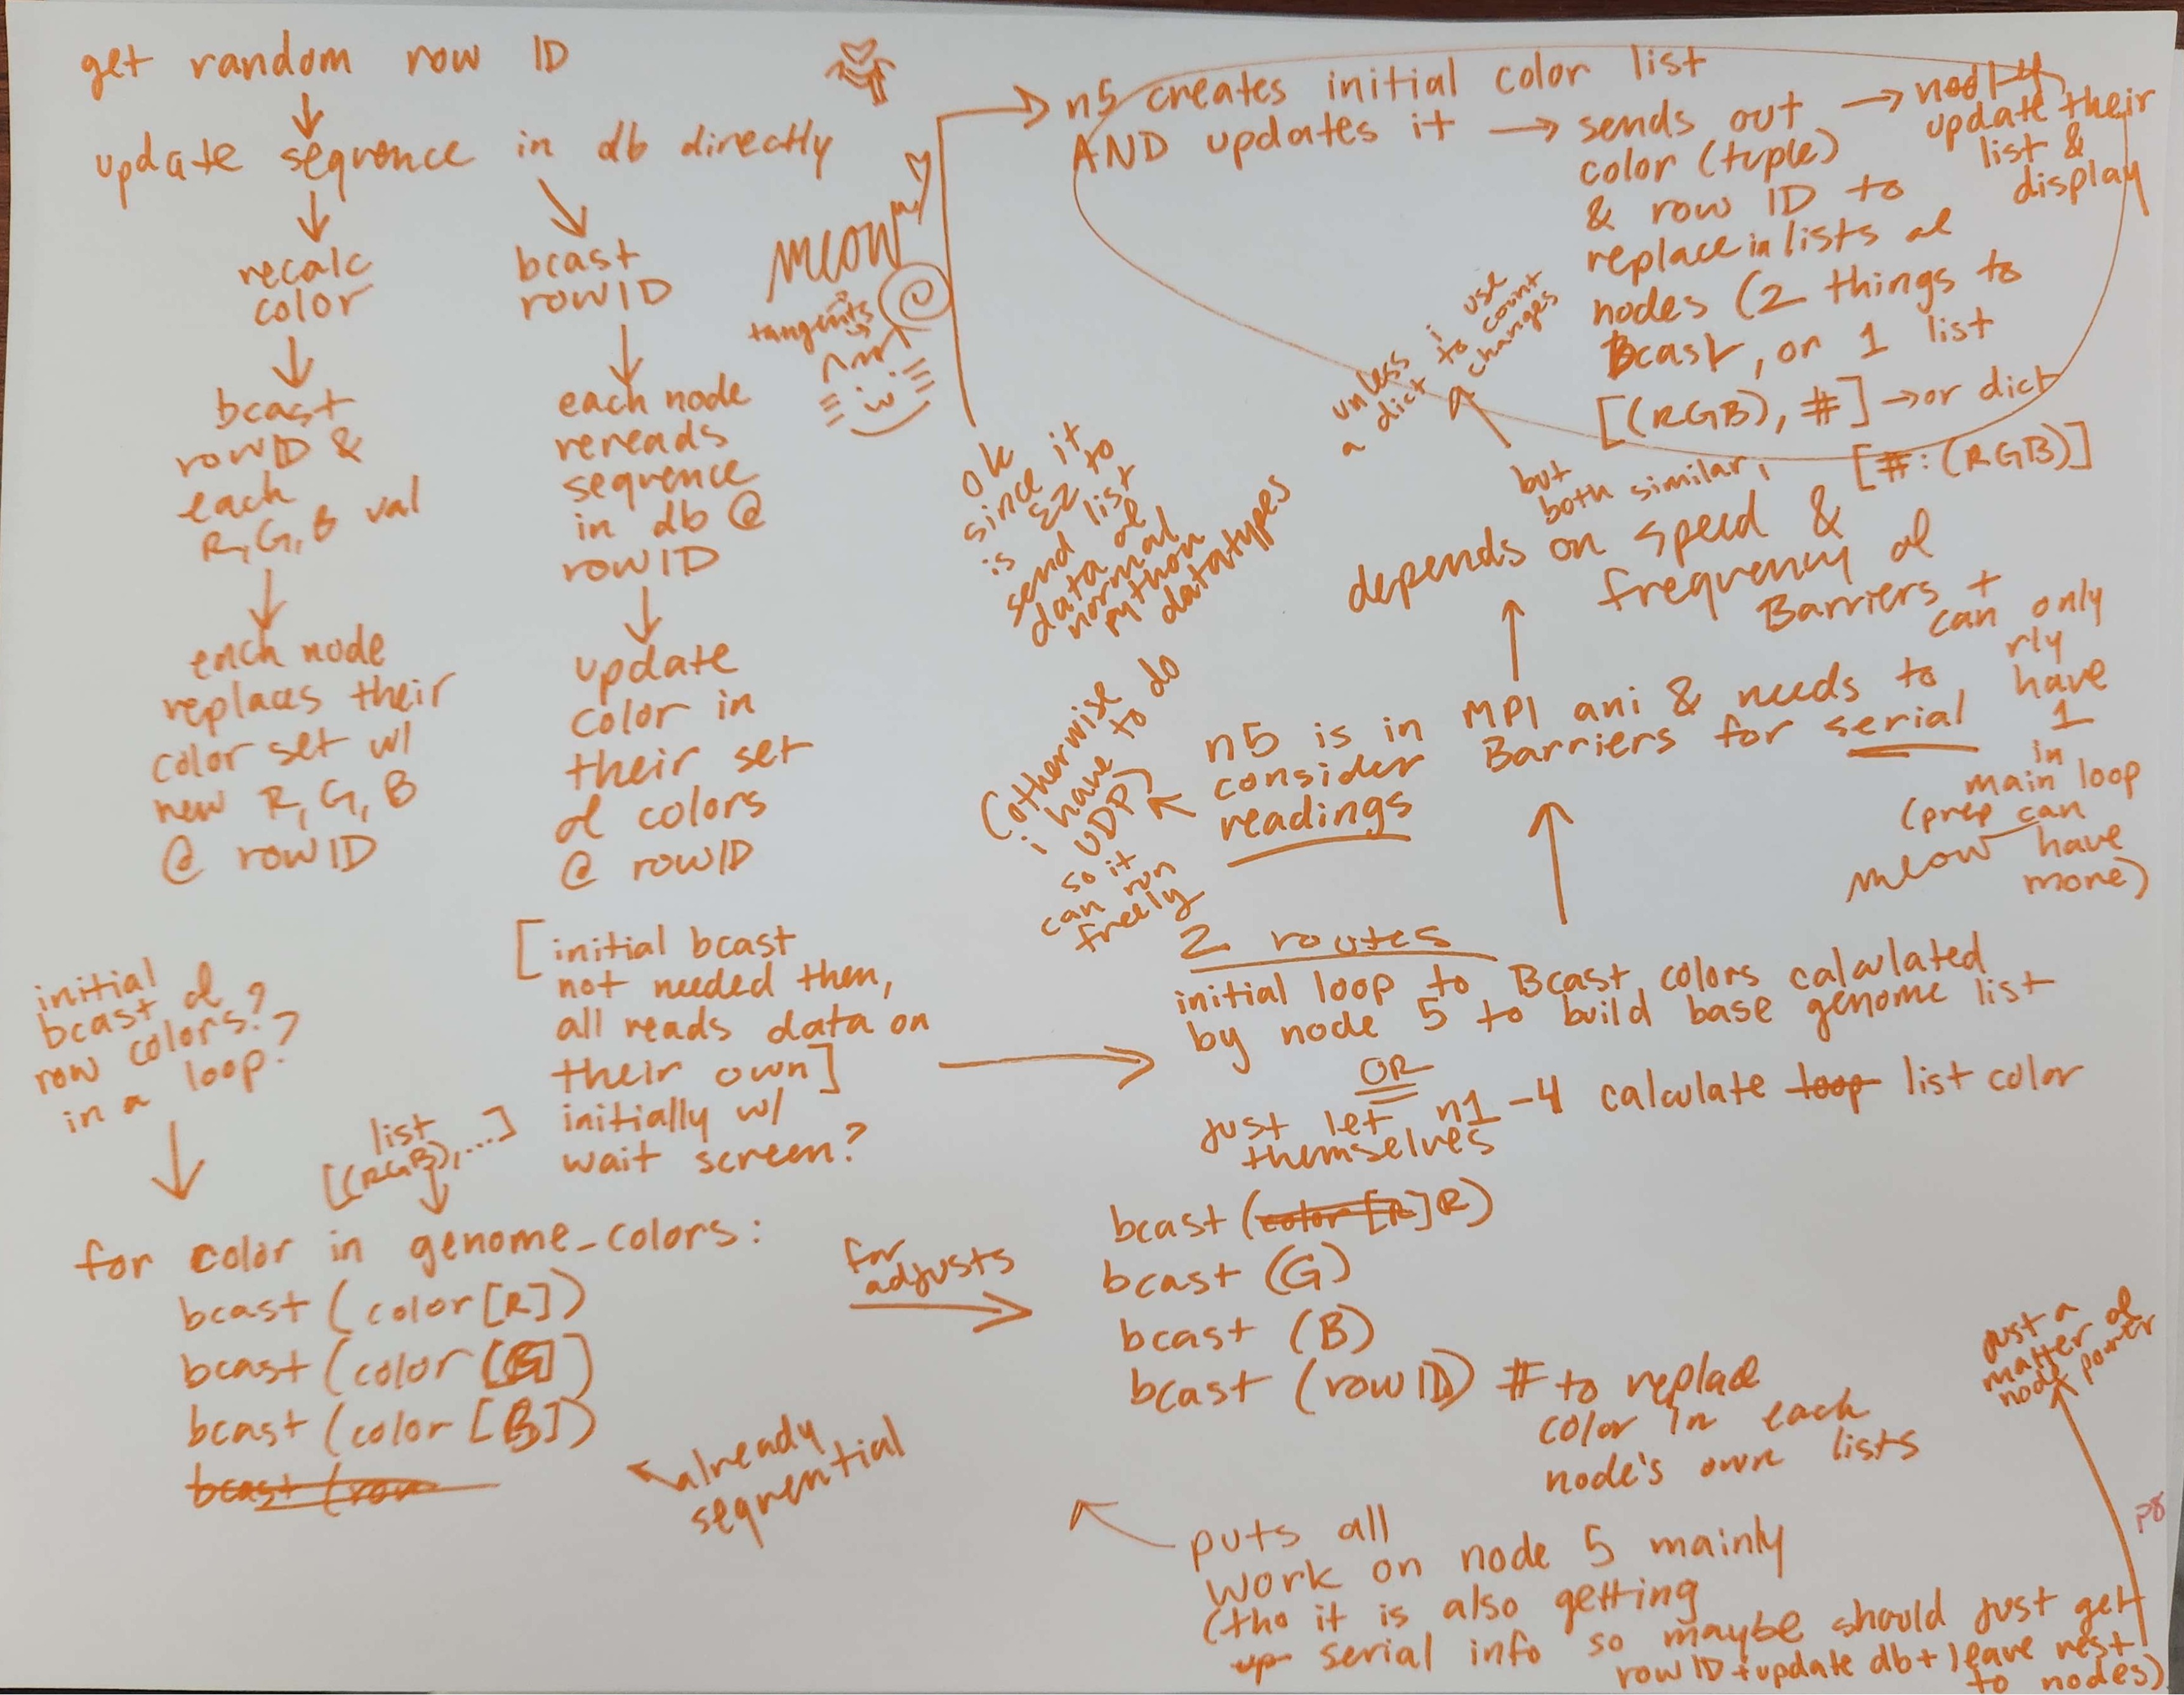 get random row ID
update sequence in db directly
recalc
color
bcast
rowID &
each
R,G,B val
each node
replaces their
color set w/
new R, G, B
@ rowID
bcast
rowID
each node
rereads
sequence
in db @
rowID
update
color in
their set
of colors
@ rowID
meow
tangents
n5 creates initial color list
AND updates it → sends out
color (tuple)
& row ID to
replace in lists of
nodes (2 things to
Bcast, or 1 list
[(RGB), #] → or dict
[#: (RGB)]
update their
list &
display
unless i use
a dict to count
changes
but
both similar,
ok
since it
is EZ to
send list
data of
normal
python
datatypes
depends on speed &
frequency of
Barriers +
can only
rly
have
1
in
main loop
(prep can
have
more)
meow
n5 is in MPI ani & needs to
consider Barriers for serial
readings
(otherwise
i have to do
UDP)
so it
can run
freely
2 routes
initial loop to Bcast colors calculated
by node 5 to build base genome list
OR
just let n1-4 calculate loop list color
themselves
[initial bcast
not needed then,
all reads data on
their own]
initially w/
wait screen?
initial
bcast of
row colors?
in a loop?
list
[(RGB), ...]
for color in genome_colors:
bcast (color[R])
bcast (color[G])
bcast (color[B])
bcast (row
already
sequential
for
adjusts
bcast (color[R] R)
bcast (G)
bcast (B)
bcast (rowID) # to replace
color in each
node's own lists
puts all
work on node 5 mainly
(tho it is also getting
up serial info so maybe should just get
rowID + update db + leave rest
to nodes)
just a
matter of
node power
P8